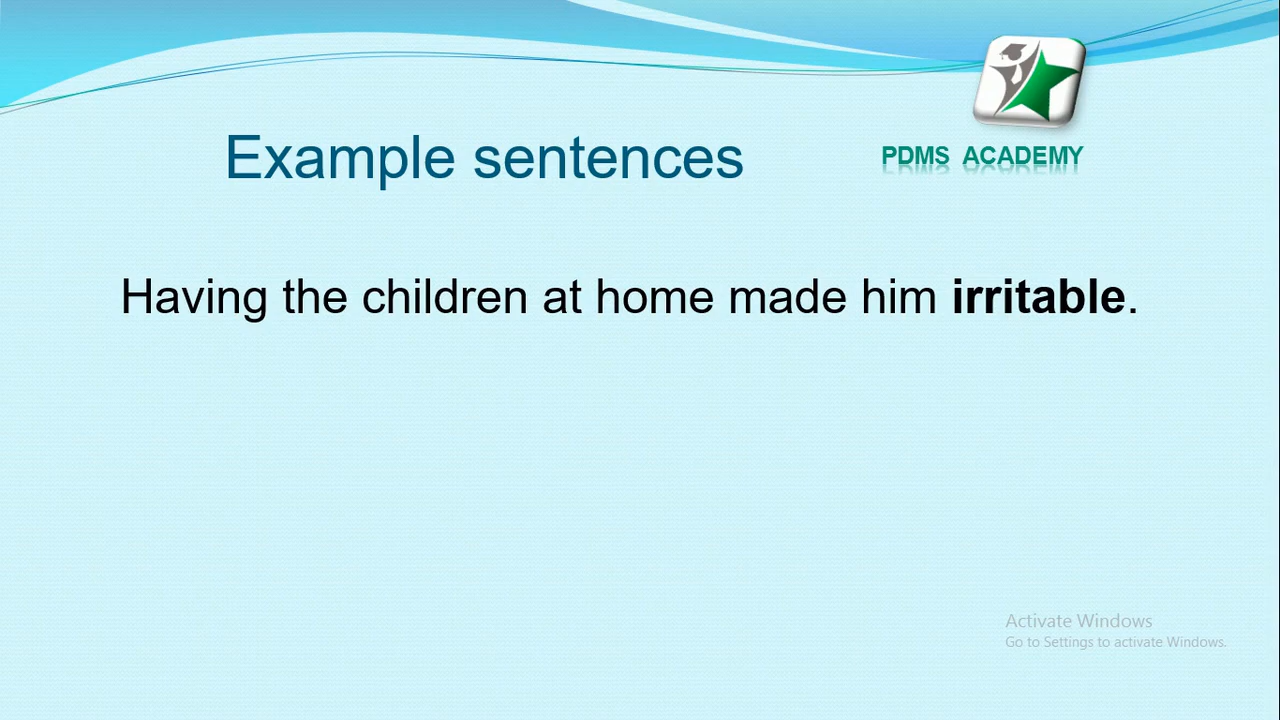 PDMS ACADEMY
Example sentences
Having the children at home made him irritable.
Activate Windows
Go to Settings to activate Windows.